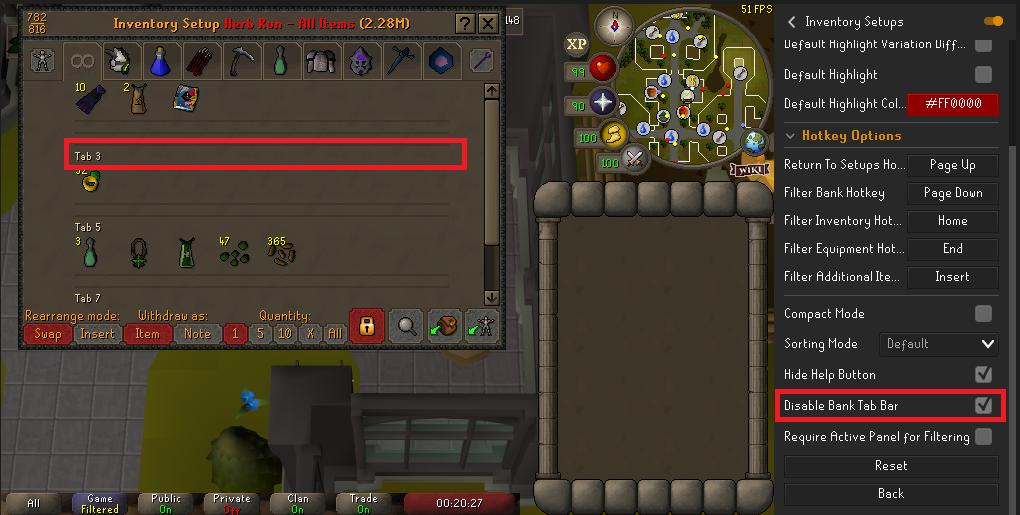 782
816
Inventory Setup Herb Run - All Items (2.28M)
?
148
51 FPS
XP
99
90
100
100
WIKI
10
2
Tab 3
Tab 5
3
47
365
Tab 7
Rearrange mode: Withdraw as: Quantity:
Swap Insert Item Note 1 5 10 X All
All
Game
Filtered
Public
On
Private
Off
Clan
On
Trade
On
00:20:27
Inventory Setups
Default Highlight Variation Diff...
Default Highlight
Default Highlight Col... #FF0000
Hotkey Options
Return To Setups Ho... Page Up
Filter Bank Hotkey Page Down
Filter Inventory Hot... Home
Filter Equipment Hot... End
Filter Additional Ite... Insert
Compact Mode
Sorting Mode Default
Hide Help Button
Disable Bank Tab Bar
Require Active Panel for Filtering
Reset
Back